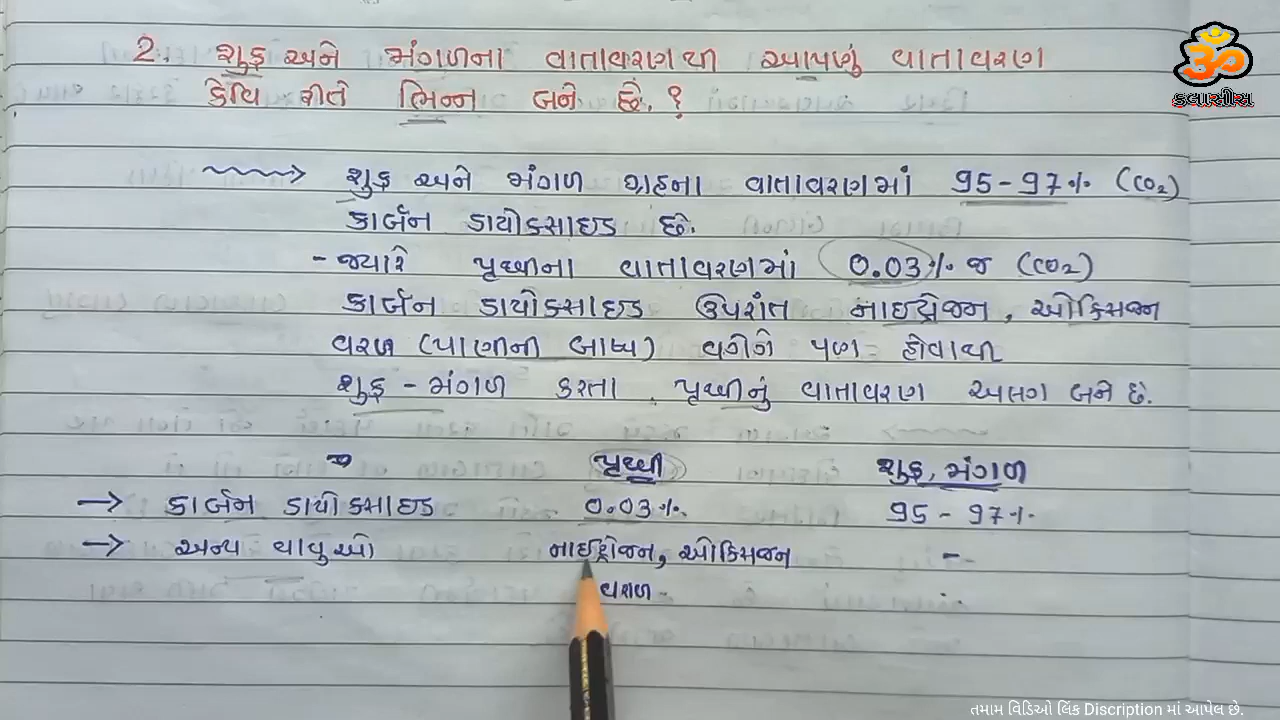 2. શુક્ર અને મંગળના વાતાવરણથી આપણું વાતાવરણ
કેવિ રીતે ભિન્ન બને છે. ?
શુક્ર અને મંગળ ગ્રહના વાતાવરણમાં 95-97% (CO₂)
કાર્બન ડાયોક્સાઇડ છે.
- જ્યારે પૃથ્વીના વાતાવરણમાં 0.03% જ (CO₂)
કાર્બન ડાયોક્સાઇડ ઉપરાંત નાઇટ્રોજન, ઓક્સિજન
વરાળ (પાણીની બાષ્પ) વગેરે પણ હોવાથી
શુક્ર - મંગળ કરતા પૃથ્વીનું વાતાવરણ અલગ બને છે.
પૃથ્વી શુક્ર, મંગળ
→ કાર્બન ડાયોક્સાઇડ 0.03% 95 - 97%
→ અન્ય વાયુઓ નાઇટ્રોજન, ઓક્સિજન -
વરાળ -
ૐ
ક્લાસીસ
તમામ વિડિઓ લિંક Discription માં આપેલ છે.